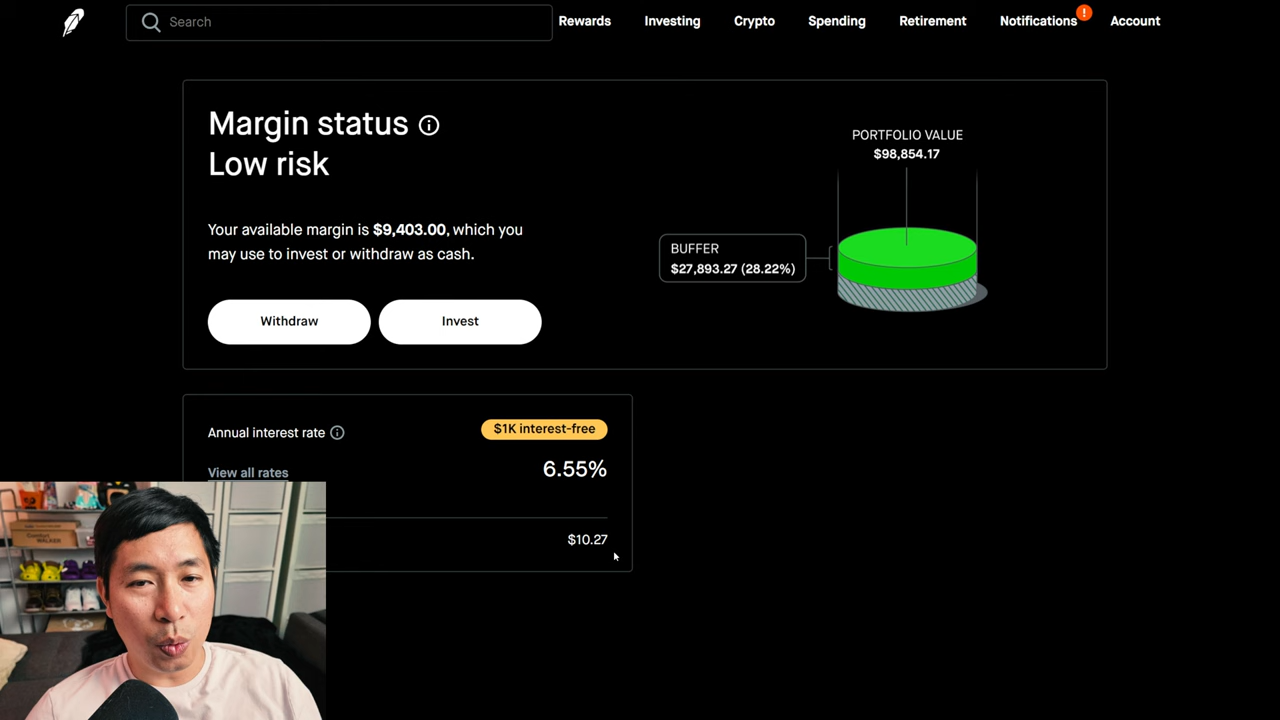 Search
Rewards
Investing
Crypto
Spending
Retirement
Notifications
!
Account
Margin status
Low risk
Your available margin is $9,403.00, which you
may use to invest or withdraw as cash.
Withdraw
Invest
PORTFOLIO VALUE
$98,854.17
BUFFER
$27,893.27 (28.22%)
Annual interest rate
$1K interest-free
View all rates
6.55%
$10.27